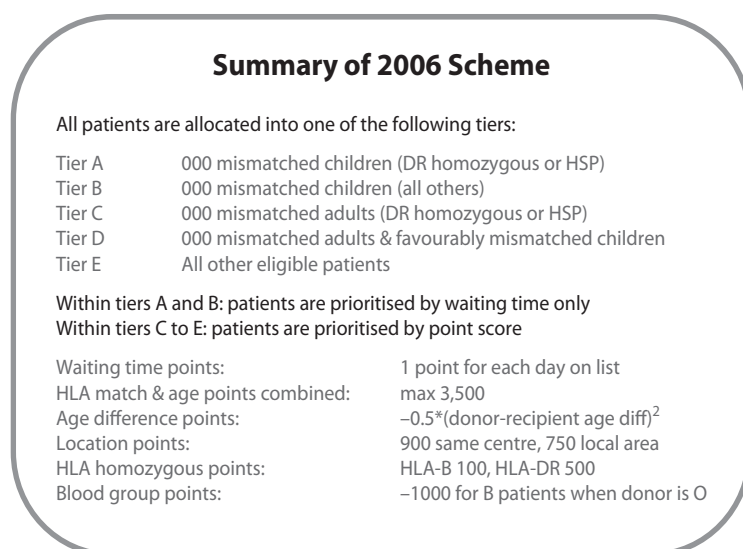 Summary of 2006 Scheme
All patients are allocated into one of the following tiers:
Tier A 000 mismatched children (DR homozygous or HSP)
Tier B 000 mismatched children (all others)
Tier C 000 mismatched adults (DR homozygous or HSP)
Tier D 000 mismatched adults & favourably mismatched children
Tier E All other eligible patients
Within tiers A and B: patients are prioritised by waiting time only
Within tiers C to E: patients are prioritised by point score
Waiting time points: 1 point for each day on list
HLA match & age points combined: max 3,500
Age difference points: –0.5*(donor-recipient age diff)²
Location points: 900 same centre, 750 local area
HLA homozygous points: HLA-B 100, HLA-DR 500
Blood group points: –1000 for B patients when donor is O